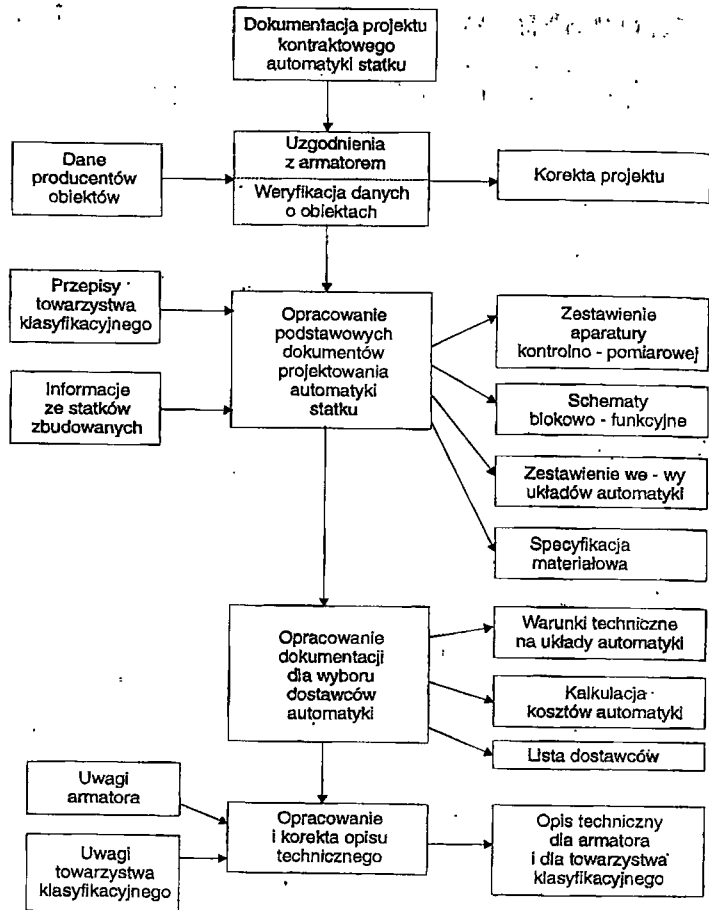 Dokumentacja projektu
kontraktowego
automatyki statku
Dane
producentów
obiektów
Uzgodnienia
z armatorem
Weryfikacja danych
o obiektach
Korekta projektu
Przepisy
towarzystwa
klasyfikacyjnego
Informacje
ze statków
zbudowanych
Opracowanie
podstawowych
dokumentów
projektowania
automatyki
statku
Zestawienie
aparatury
kontrolno - pomiarowej
Schematy
blokowo - funkcyjne
Zestawienie we - wy
układów automatyki
Specyfikacja
materiałowa
Opracowanie
dokumentacji
dla wyboru
dostawców
automatyki
Warunki techniczne
na układy automatyki
Kalkulacja
kosztów automatyki
Lista dostawców
Uwagi
armatora
Uwagi
towarzystwa
klasyfikacyjnego
Opracowanie
i korekta opisu
technicznego
Opis techniczny
dla armatora
i dla towarzystwa
klasyfikacyjnego